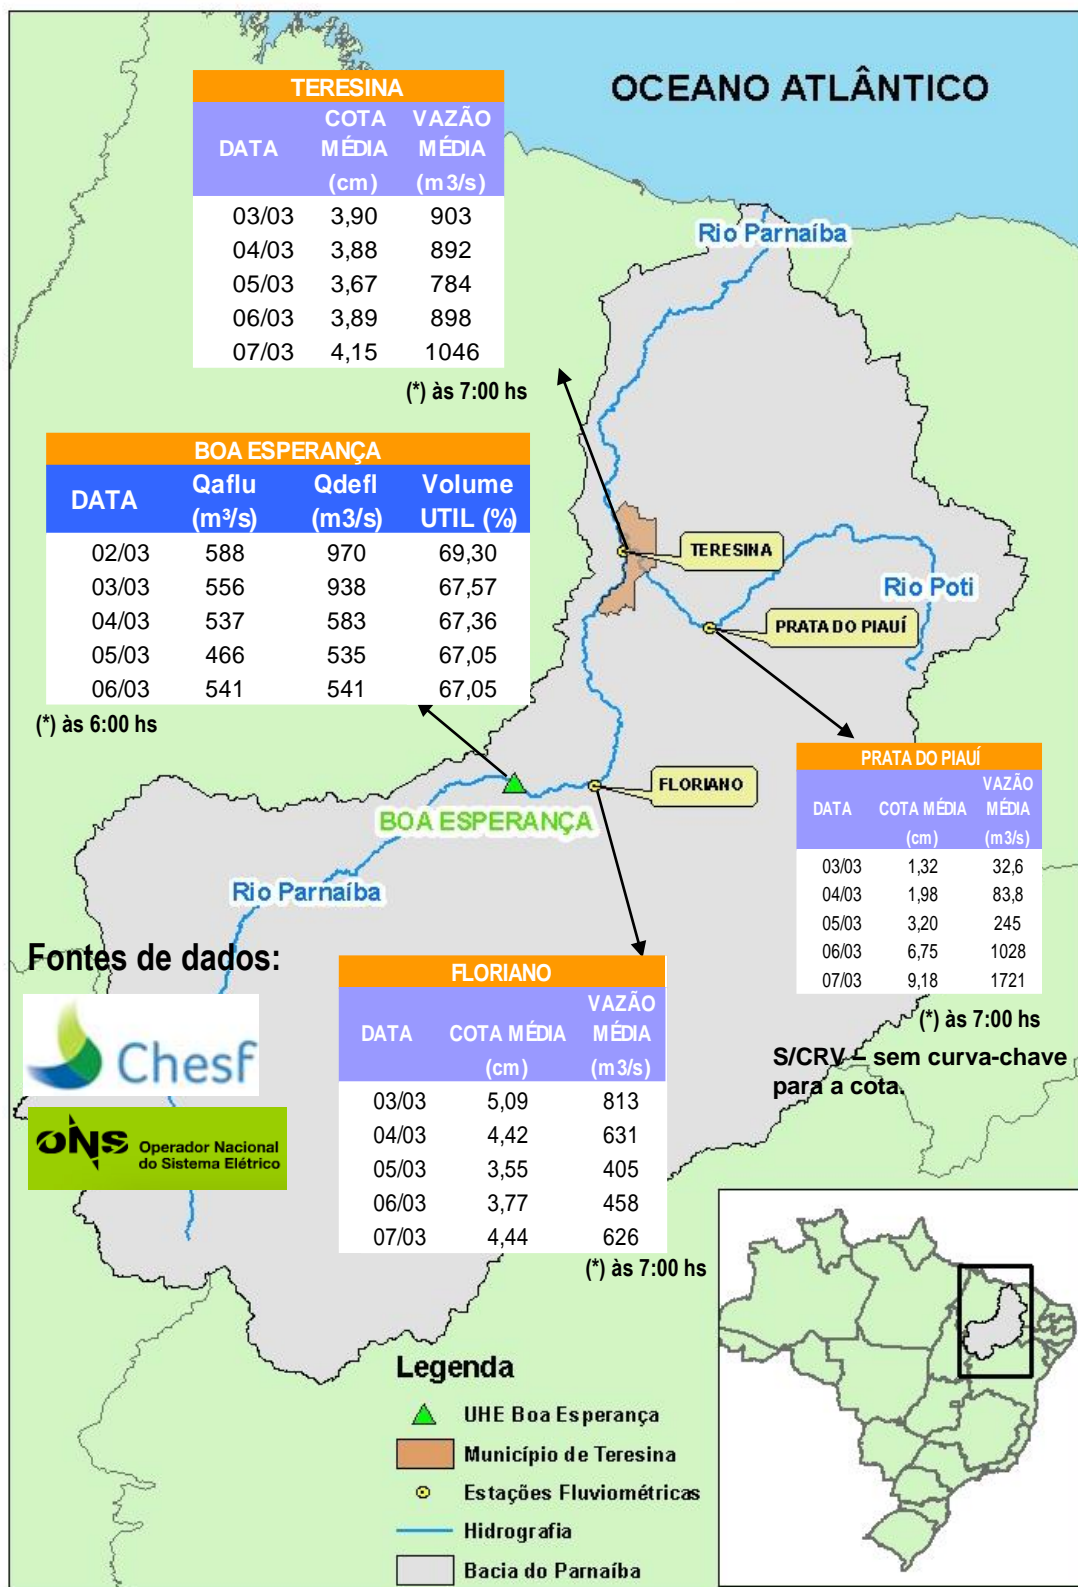 OCEANO ATLÂNTICO
TERESINA
DATA COTA MÉDIA (cm) VAZÃO MÉDIA (m3/s)
03/03 3,90 903
04/03 3,88 892
05/03 3,67 784
06/03 3,89 898
07/03 4,15 1046
(*) às 7:00 hs
Rio Parnaíba
BOA ESPERANÇA
DATA Qaflu (m³/s) Qdefl (m3/s) Volume UTIL (%)
02/03 588 970 69,30
03/03 556 938 67,57
04/03 537 583 67,36
05/03 466 535 67,05
06/03 541 541 67,05
(*) às 6:00 hs
TERESINA
Rio Poti
PRATA DO PIAUÍ
FLORIANO
BOA ESPERANÇA
Rio Parnaíba
PRATA DO PIAUÍ
DATA COTA MÉDIA (cm) VAZÃO MÉDIA (m3/s)
03/03 1,32 32,6
04/03 1,98 83,8
05/03 3,20 245
06/03 6,75 1028
07/03 9,18 1721
(*) às 7:00 hs
S/CRV – sem curva-chave
para a cota.
Fontes de dados:
Chesf
ONS Operador Nacional
do Sistema Elétrico
FLORIANO
DATA COTA MÉDIA (cm) VAZÃO MÉDIA (m3/s)
03/03 5,09 813
04/03 4,42 631
05/03 3,55 405
06/03 3,77 458
07/03 4,44 626
(*) às 7:00 hs
Legenda
UHE Boa Esperança
Município de Teresina
Estações Fluviométricas
Hidrografia
Bacia do Parnaíba